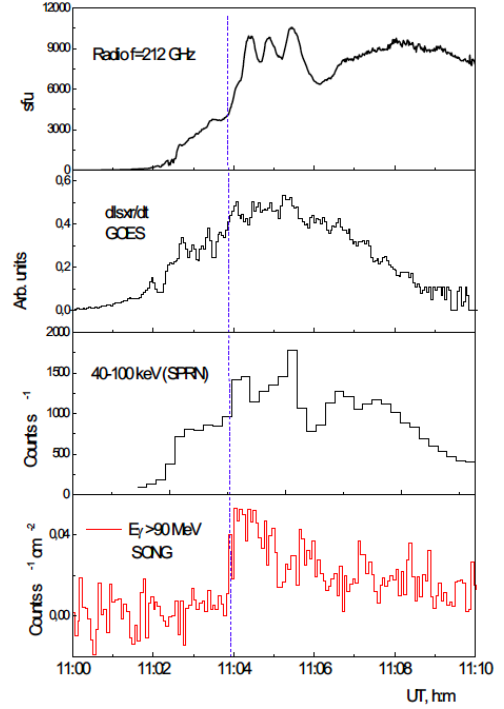 12000
9000
6000
3000
0
sfu
Radio f=212 GHz
0,6
0,4
0,2
0,0
Arb. units
dIsxr/dt
GOES
2000
1500
1000
500
0
Counts s⁻¹
40-100 keV (SPRN)
0,04
0,00
Counts s⁻¹ cm⁻²
Eγ >90 MeV
SONG
11:00 11:02 11:04 11:06 11:08 11:10
UT, h:m